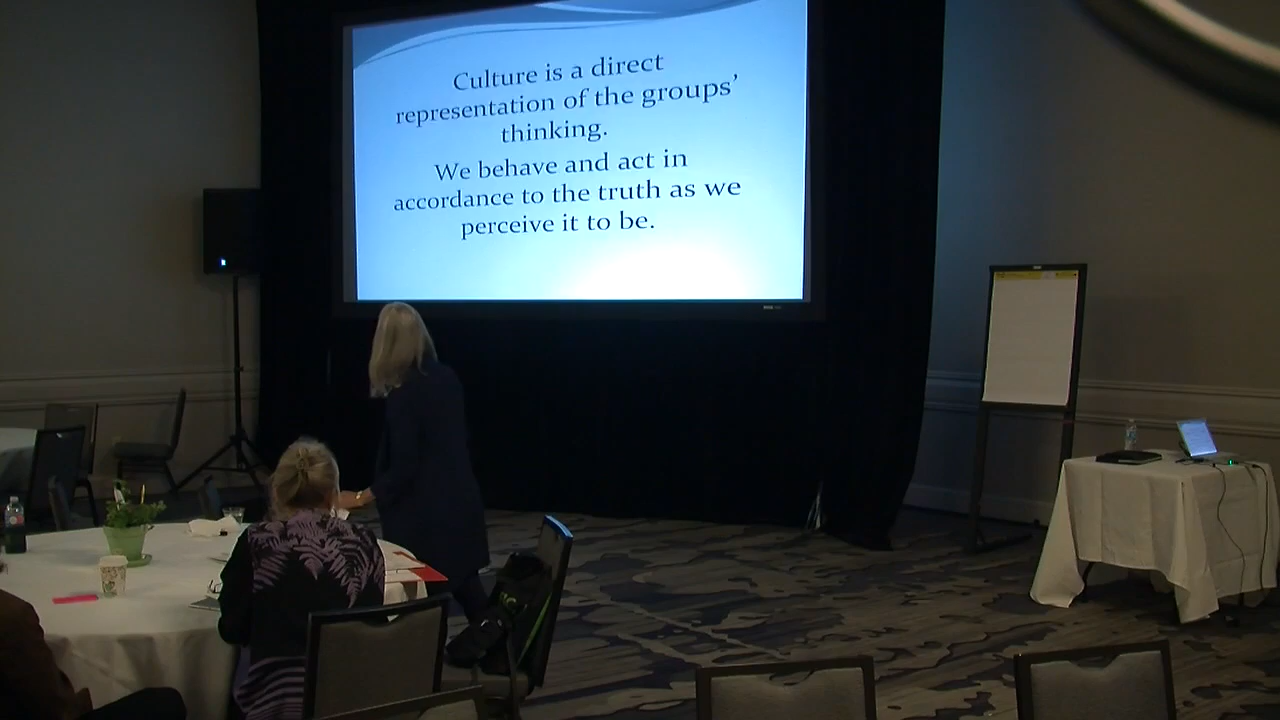 Culture is a direct
representation of the groups’
thinking.
We behave and act in
accordance to the truth as we
perceive it to be.